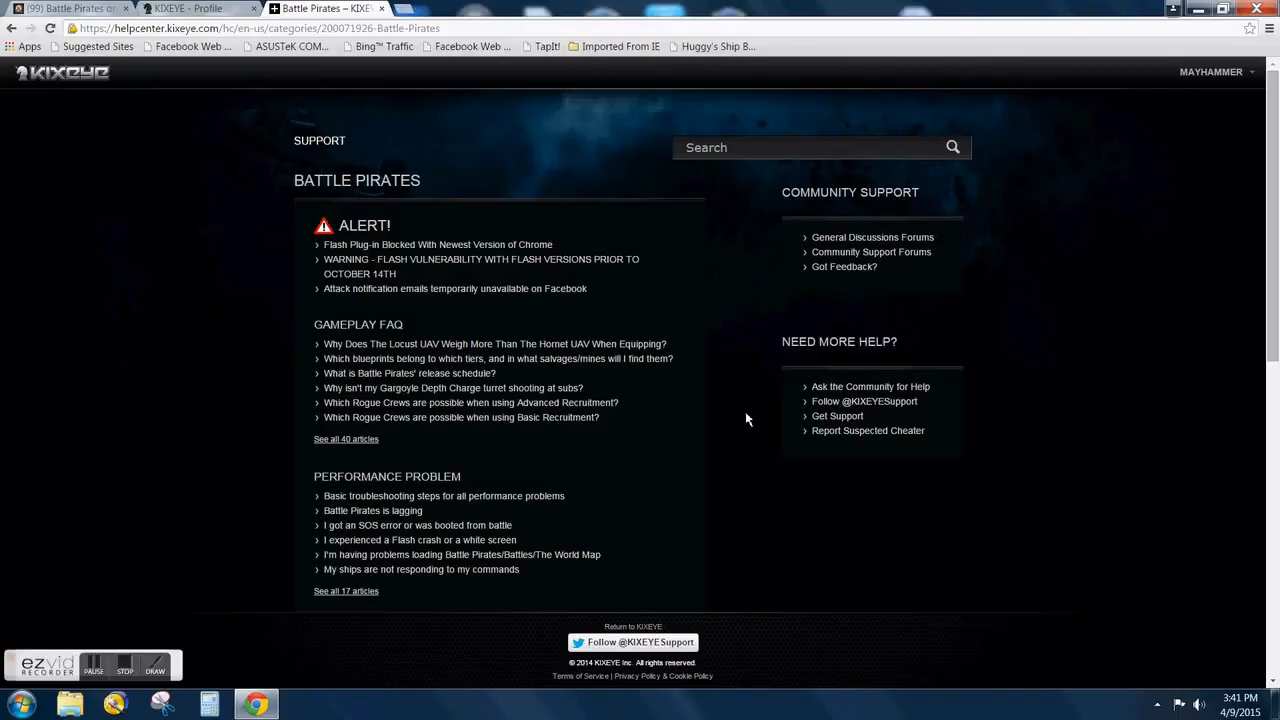 (99) Battle Pirates on
KIXEYE - Profile
Battle Pirates – KIXE
https://helpcenter.kixeye.com/hc/en-us/categories/200071926-Battle-Pirates
Apps
Suggested Sites
Facebook Web ...
ASUSTeK COM...
Bing™ Traffic
Facebook Web ...
TapIt!
Imported From IE
Huggy's Ship B...
KIXEYE
MAYHAMMER
SUPPORT
Search
BATTLE PIRATES
ALERT!
Flash Plug-in Blocked With Newest Version of Chrome
WARNING - FLASH VULNERABILITY WITH FLASH VERSIONS PRIOR TO
OCTOBER 14TH
Attack notification emails temporarily unavailable on Facebook
GAMEPLAY FAQ
Why Does The Locust UAV Weigh More Than The Hornet UAV When Equipping?
Which blueprints belong to which tiers, and in what salvages/mines will I find them?
What is Battle Pirates' release schedule?
Why isn't my Gargoyle Depth Charge turret shooting at subs?
Which Rogue Crews are possible when using Advanced Recruitment?
Which Rogue Crews are possible when using Basic Recruitment?
See all 40 articles
PERFORMANCE PROBLEM
Basic troubleshooting steps for all performance problems
Battle Pirates is lagging
I got an SOS error or was booted from battle
I experienced a Flash crash or a white screen
I'm having problems loading Battle Pirates/Battles/The World Map
My ships are not responding to my commands
See all 17 articles
COMMUNITY SUPPORT
General Discussions Forums
Community Support Forums
Got Feedback?
NEED MORE HELP?
Ask the Community for Help
Follow @KIXEYESupport
Get Support
Report Suspected Cheater
Return to KIXEYE
Follow @KIXEYESupport
© 2014 KIXEYE Inc. All rights reserved.
Terms of Service | Privacy Policy & Cookie Policy
ezvid
RECORDER
PAUSE
STOP
DRAW
3:41 PM
4/9/2015